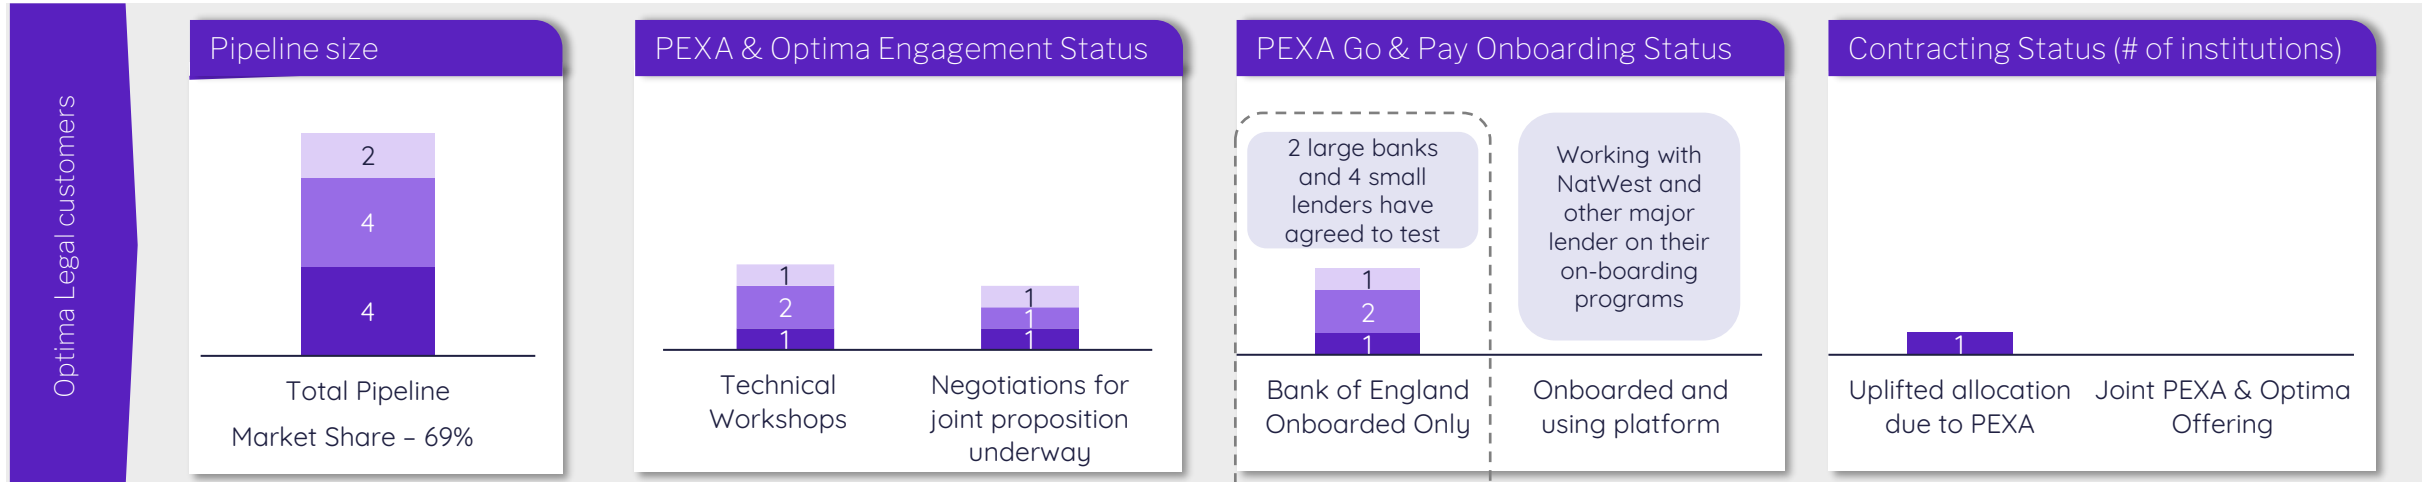 Optima Legal customers
Pipeline size
2
4
4
Total Pipeline
Market Share – 69%
PEXA & Optima Engagement Status
1
2
1
Technical
Workshops
1
1
1
Negotiations for
joint proposition
underway
PEXA Go & Pay Onboarding Status
2 large banks
and 4 small
lenders have
agreed to test
1
2
1
Bank of England
Onboarded Only
Working with
NatWest and
other major
lender on their
on-boarding
programs
Onboarded and
using platform
Contracting Status (# of institutions)
1
Uplifted allocation
due to PEXA
Joint PEXA & Optima
Offering